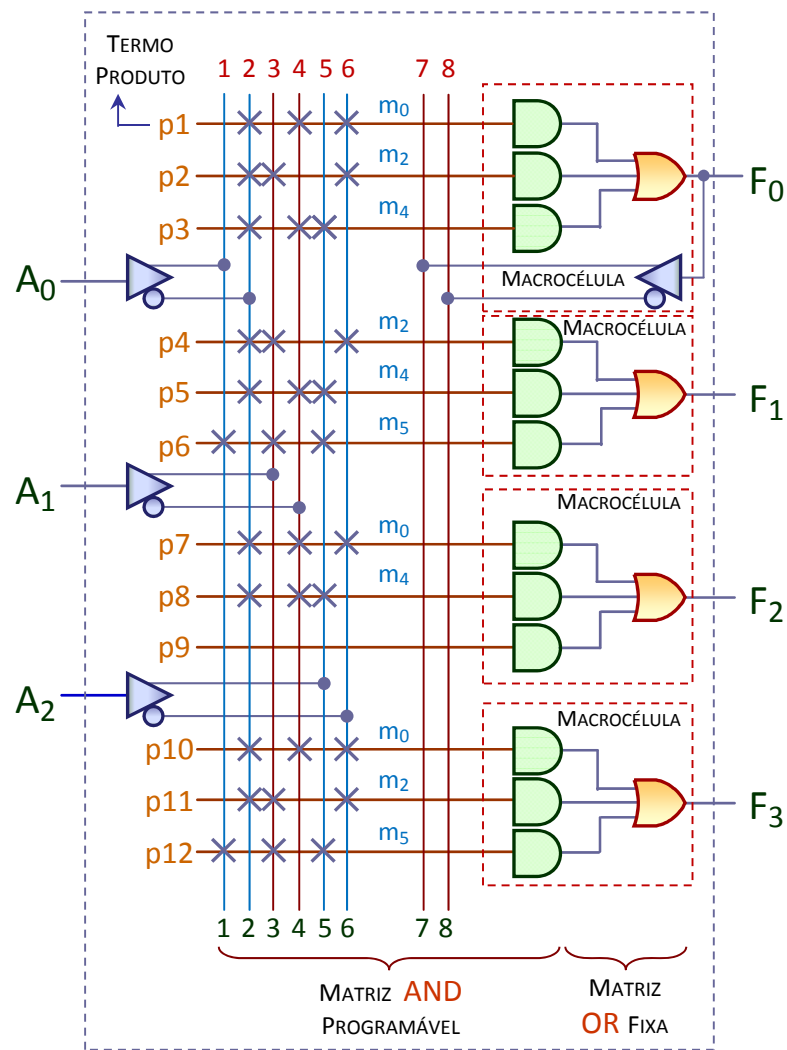 TERMO
PRODUTO
1 2 3 4 5 6 7 8
p1 m0
p2 m2
p3 m4
F0
A0
MACROCÉLULA
MACROCÉLULA
p4 m2
p5 m4
p6 m5
F1
A1
MACROCÉLULA
p7 m0
p8 m4
p9
F2
A2
MACROCÉLULA
p10 m0
p11 m2
p12 m5
F3
1 2 3 4 5 6 7 8
MATRIZ AND
PROGRAMÁVEL
MATRIZ
OR FIXA